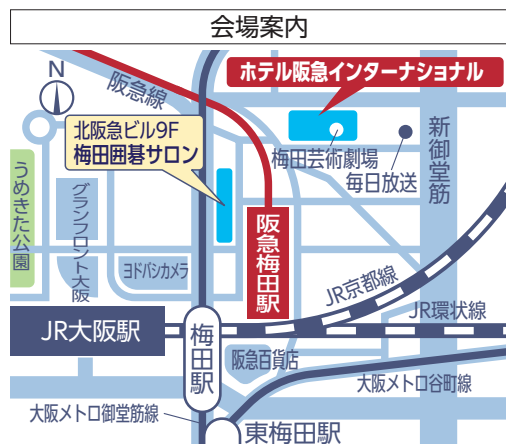 会場案内
N
阪急線
ホテル阪急インターナショナル
北阪急ビル9F
梅田囲碁サロン
梅田芸術劇場
毎日放送
新御堂筋
うめきた公園
グランフロント大阪
ヨドバシカメラ
阪急梅田駅
JR京都線
JR環状線
JR大阪駅
梅田駅
阪急百貨店
大阪メトロ谷町線
大阪メトロ御堂筋線
東梅田駅